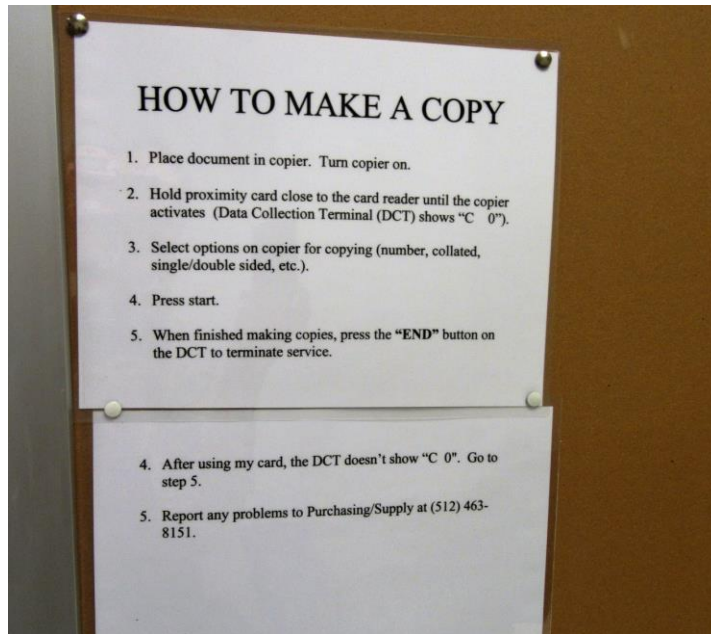 HOW TO MAKE A COPY
1. Place document in copier. Turn copier on.
2. Hold proximity card close to the card reader until the copier
activates (Data Collection Terminal (DCT) shows “C 0”).
3. Select options on copier for copying (number, collated,
single/double sided, etc.).
4. Press start.
5. When finished making copies, press the “END” button on
the DCT to terminate service.
4. After using my card, the DCT doesn’t show “C 0". Go to
step 5.
5. Report any problems to Purchasing/Supply at (512) 463-
8151.